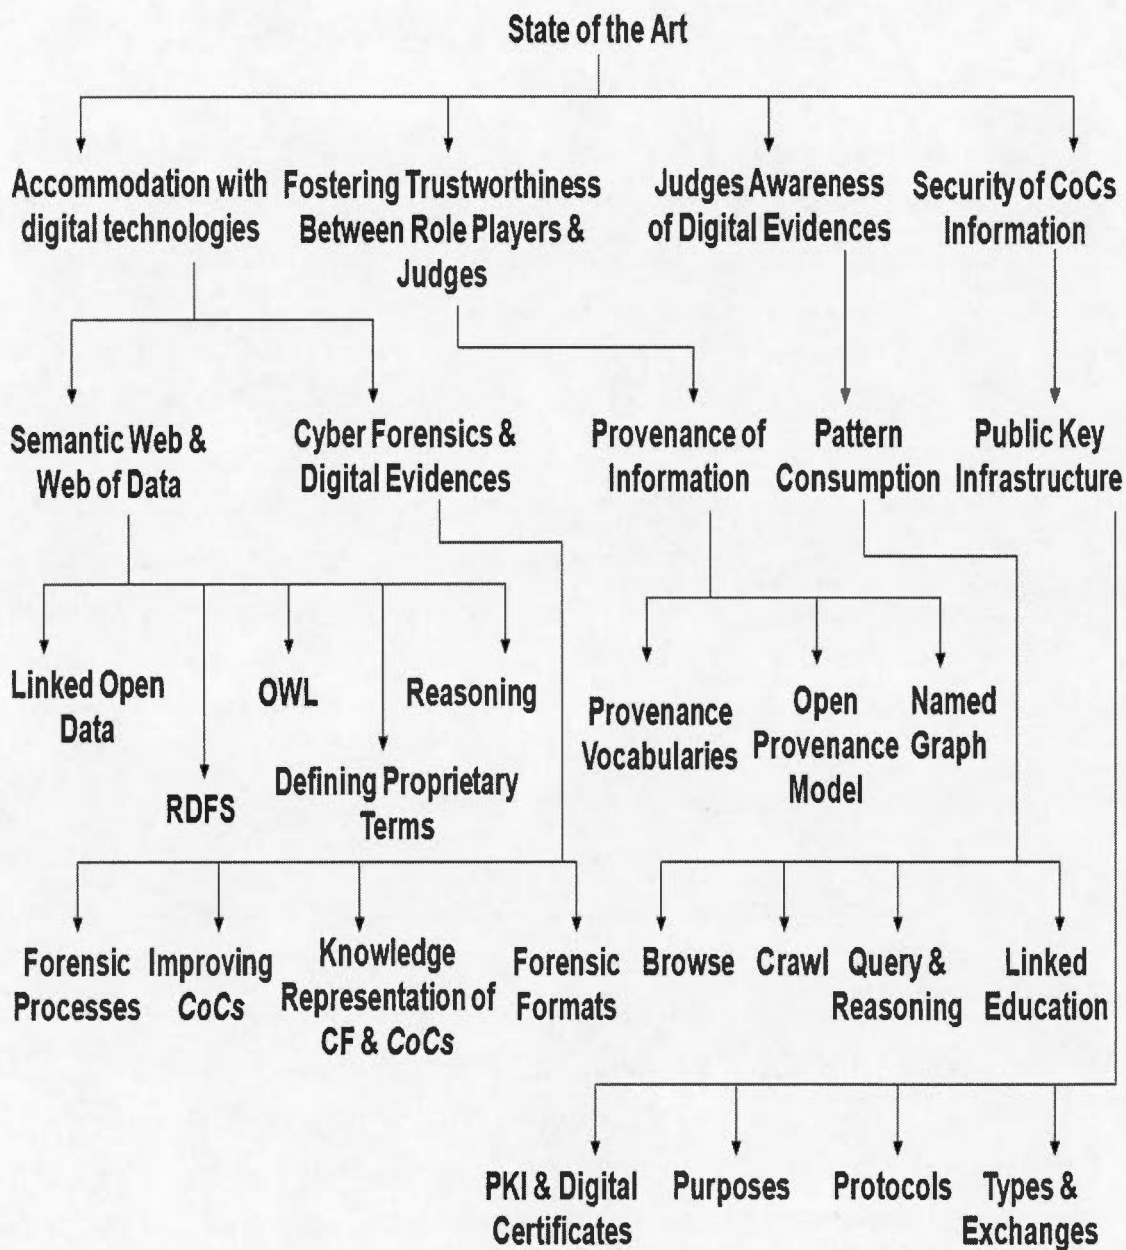 State of the Art
Accommodation with
digital technologies
Fostering Trustworthiness
Between Role Players &
Judges
Judges Awareness
of Digital Evidences
Security of CoCs
Information
Semantic Web &
Web of Data
Cyber Forensics &
Digital Evidences
Provenance of
Information
Pattern
Consumption
Public Key
Infrastructure
Linked Open
Data
RDFS
OWL
Defining Proprietary
Terms
Reasoning
Provenance
Vocabularies
Open
Provenance
Model
Named
Graph
Forensic
Processes
Improving
CoCs
Knowledge
Representation of
CF & CoCs
Forensic
Formats
Browse
Crawl
Query &
Reasoning
Linked
Education
PKI & Digital
Certificates
Purposes
Protocols
Types &
Exchanges